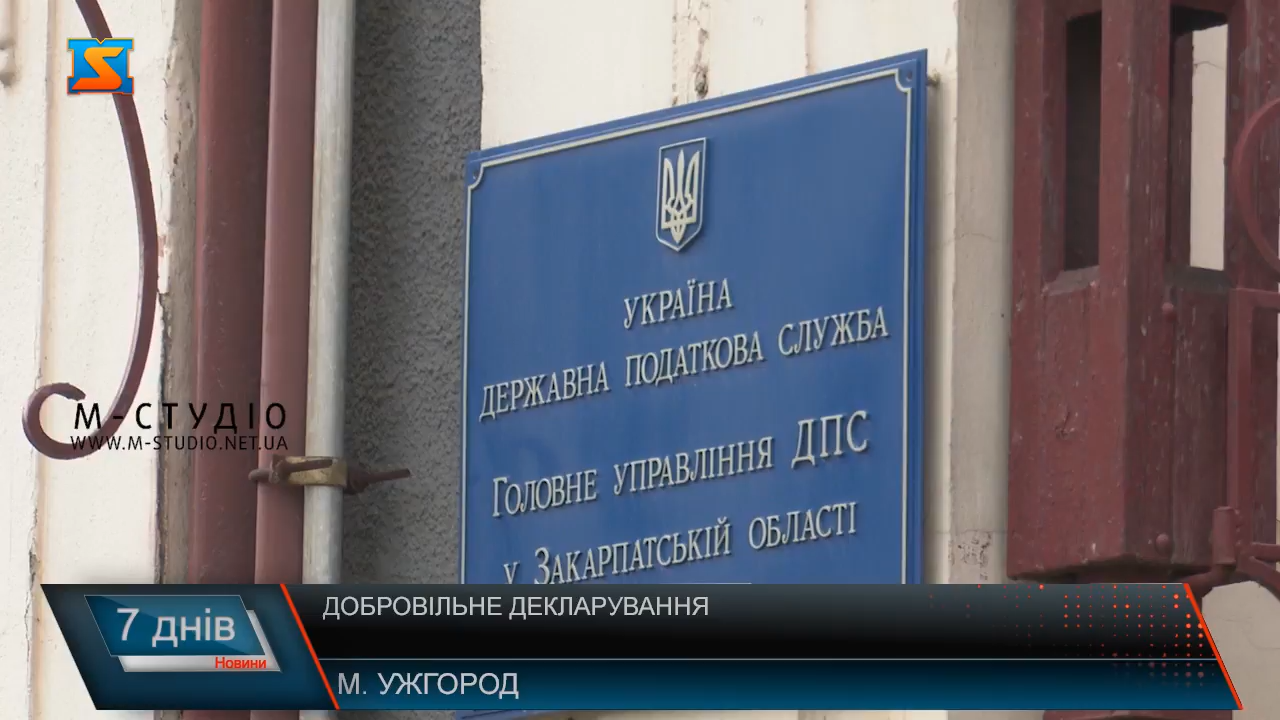 УКРАЇНА
ДЕРЖАВНА ПОДАТКОВА СЛУЖБА
ГОЛОВНЕ УПРАВЛІННЯ ДПС
У ЗАКАРПАТСЬКІЙ ОБЛАСТІ
М-СТУДІО
WWW.M-STUDIO.NET.UA
7 днів
Новини
ДОБРОВІЛЬНЕ ДЕКЛАРУВАННЯ
М. УЖГОРОД